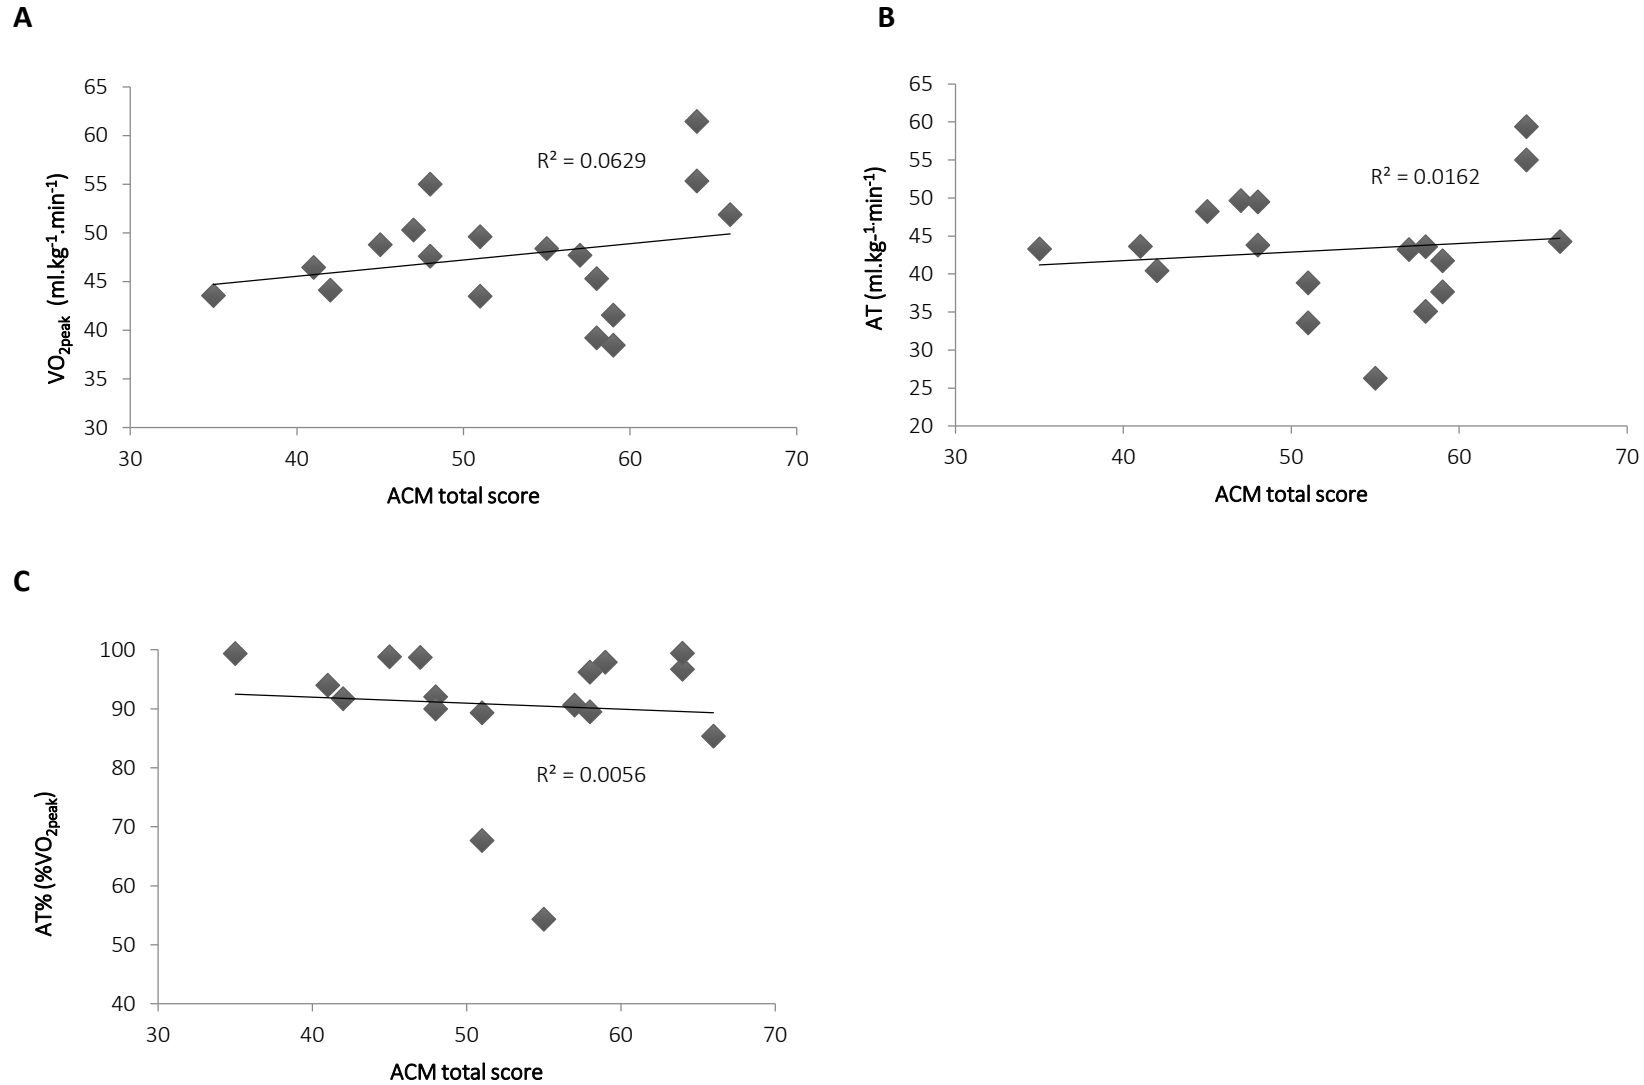 A
B
65
60
55
50
45
40
35
30
VO2peak (ml.kg-1.min-1)
R² = 0.0629
30 40 50 60 70
ACM total score
65
60
55
50
45
40
35
30
25
20
AT (ml.kg-1.min-1)
R² = 0.0162
30 40 50 60 70
ACM total score
C
100
90
80
70
60
50
40
AT% (%VO2peak)
R² = 0.0056
30 40 50 60 70
ACM total score